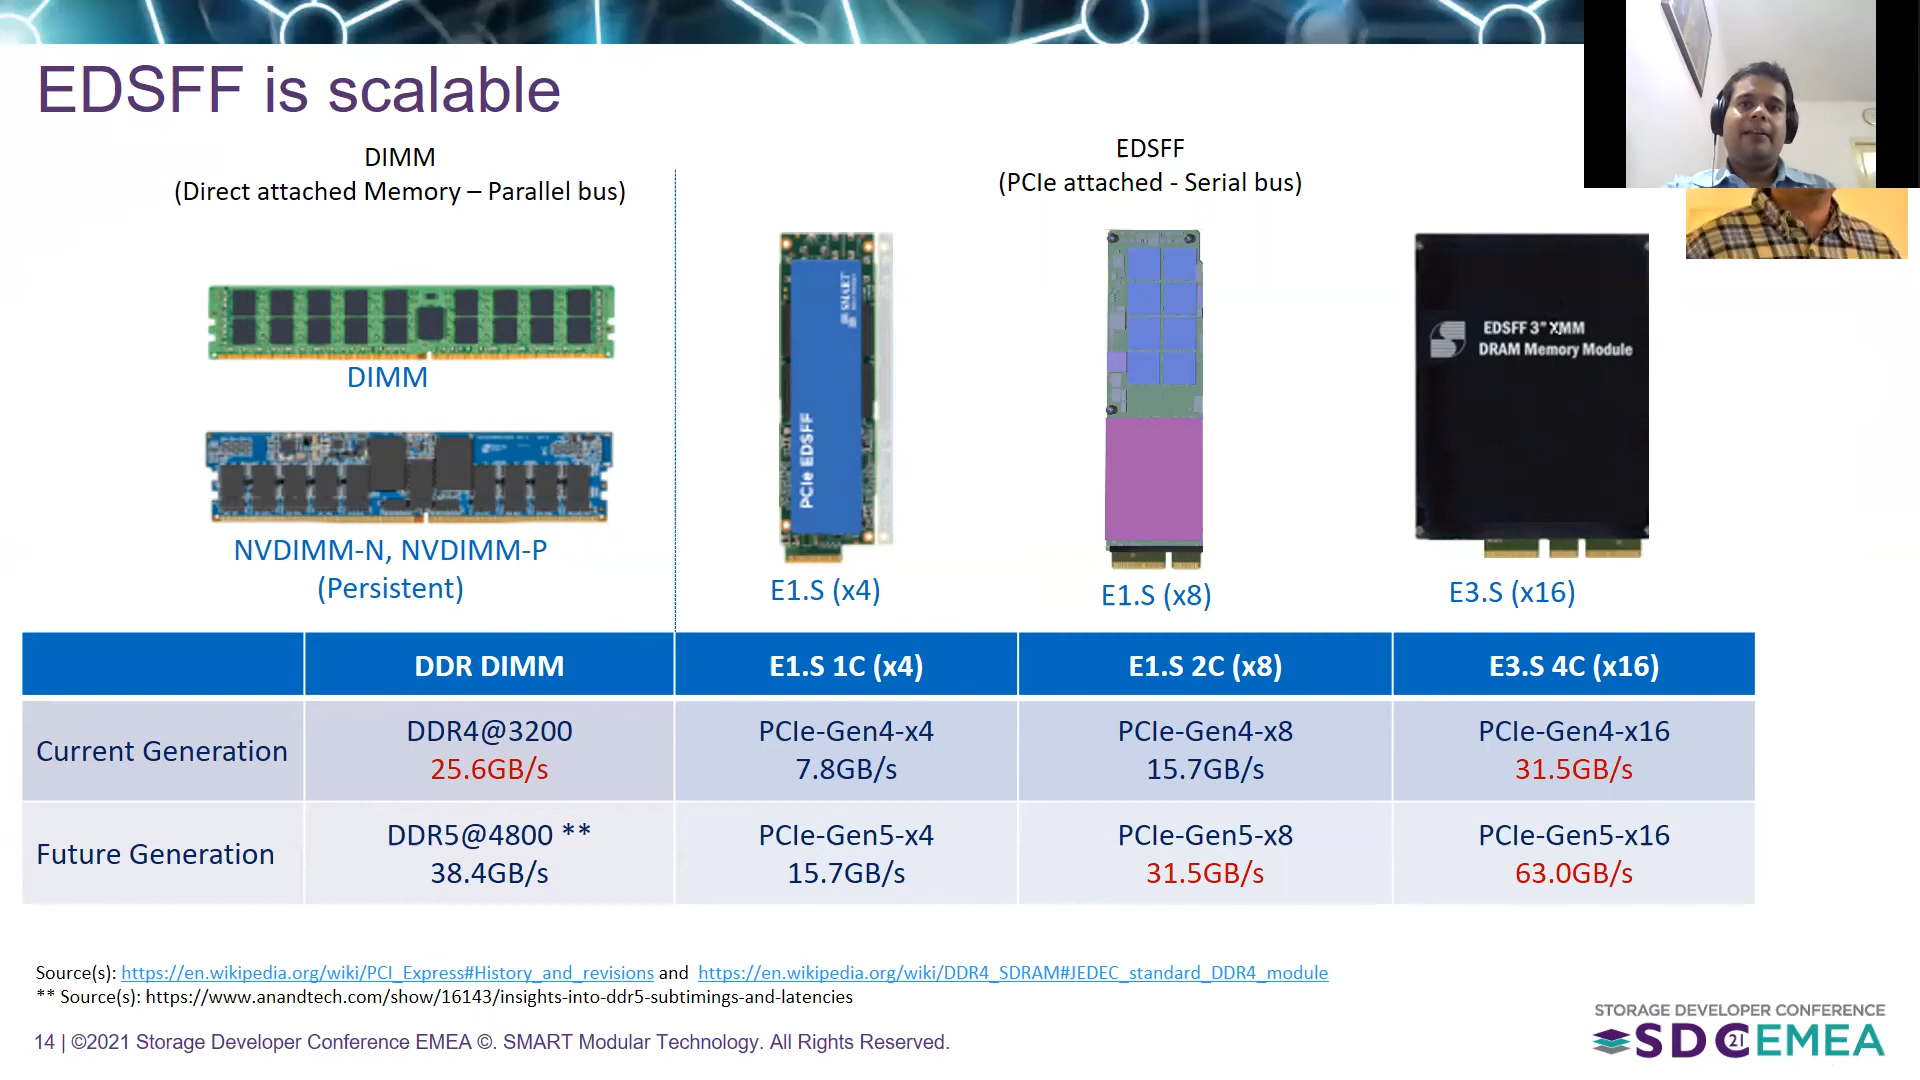 EDSFF is scalable
DIMM
(Direct attached Memory – Parallel bus)
EDSFF
(PCIe attached - Serial bus)
DIMM
NVDIMM-N, NVDIMM-P
(Persistent)
SMART
PCIe EDSFF
E1.S (x4)
E1.S (x8)
EDSFF 3" XMM
DRAM Memory Module
E3.S (x16)
DDR DIMM E1.S 1C (x4) E1.S 2C (x8) E3.S 4C (x16)
Current Generation
DDR4@3200 PCIe-Gen4-x4 PCIe-Gen4-x8 PCIe-Gen4-x16
25.6GB/s 7.8GB/s 15.7GB/s 31.5GB/s
Future Generation
DDR5@4800 ** PCIe-Gen5-x4 PCIe-Gen5-x8 PCIe-Gen5-x16
38.4GB/s 15.7GB/s 31.5GB/s 63.0GB/s
Source(s): https://en.wikipedia.org/wiki/PCI_Express#History_and_revisions and https://en.wikipedia.org/wiki/DDR4_SDRAM#JEDEC_standard_DDR4_module
** Source(s): https://www.anandtech.com/show/16143/insights-into-ddr5-subtimings-and-latencies
14 | ©2021 Storage Developer Conference EMEA ©. SMART Modular Technology. All Rights Reserved.
STORAGE DEVELOPER CONFERENCE
SDC 21 EMEA